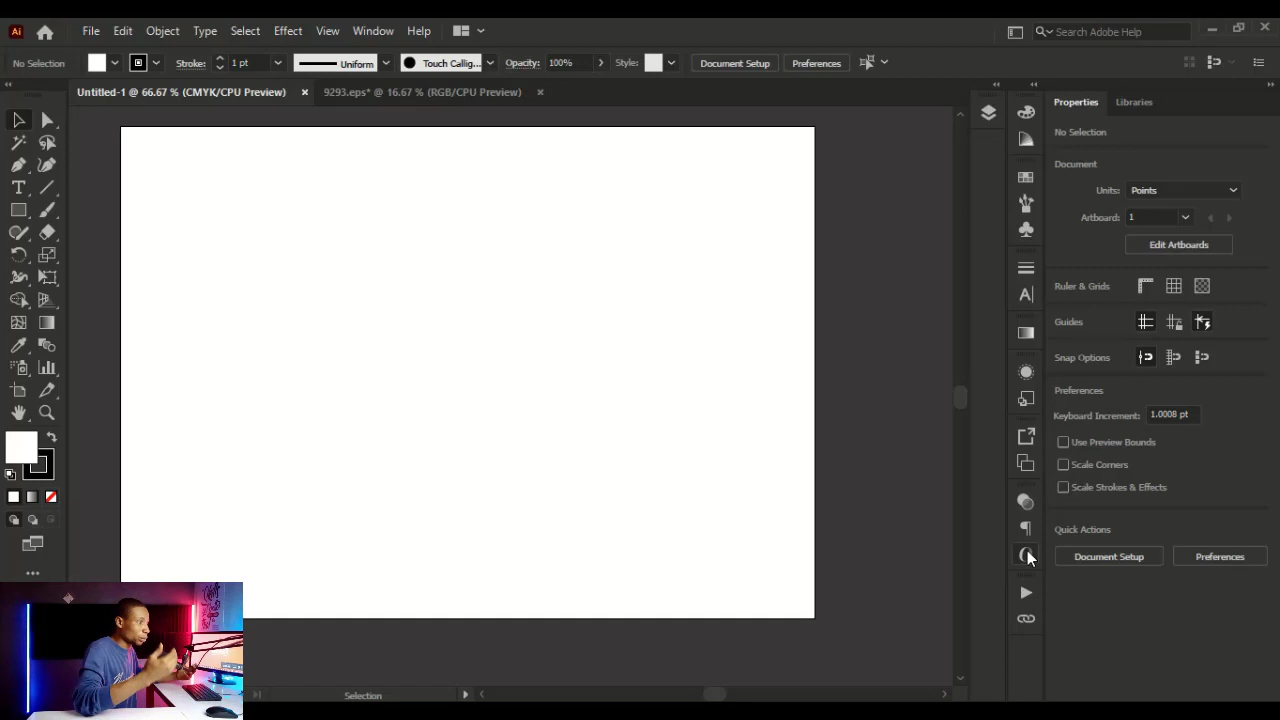 Ai File Edit Object Type Select Effect View Window Help Search Adobe Help
No Selection Stroke: 1 pt Uniform Touch Callig... Opacity: 100% Style: Document Setup Preferences
Untitled-1 @ 66.67 % (CMYK/CPU Preview) × 9293.eps* @ 16.67 % (RGB/CPU Preview) ×
Properties Libraries
No Selection
Document
Units: Points
Artboard: 1
Edit Artboards
Ruler & Grids
Guides
Snap Options
Preferences
Keyboard Increment: 1.0008 pt
Use Preview Bounds
Scale Corners
Scale Strokes & Effects
Quick Actions
Document Setup Preferences
Selection